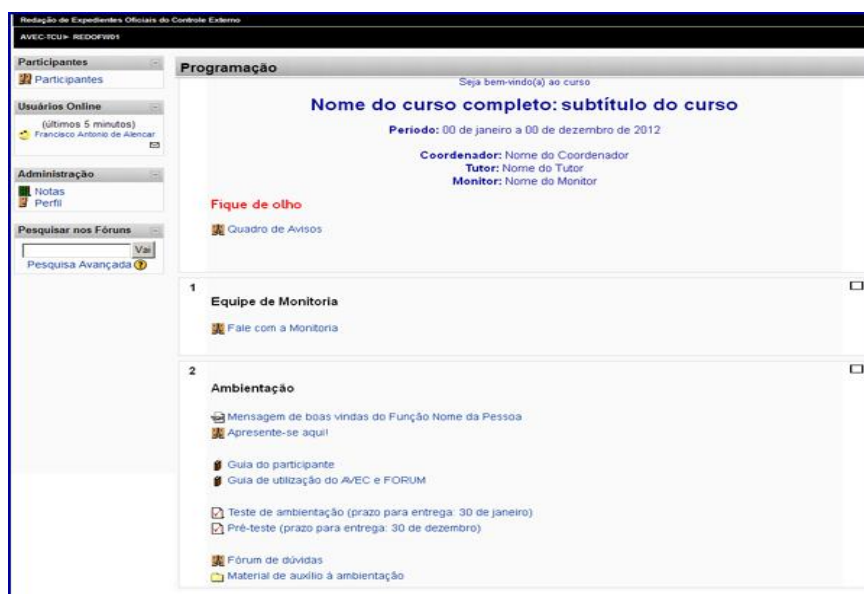 Redação de Expedientes Oficiais do Controle Externo
AVEC-TCU► REDOFW01
Participantes
Participantes
Usuários Online
(últimos 5 minutos)
Francisco Antonio de Alencar
Administração
Notas
Perfil
Pesquisar nos Fóruns
Vai
Pesquisa Avançada
Programação
Seja bem-vindo(a) ao curso
Nome do curso completo: subtítulo do curso
Período: 00 de janeiro a 00 de dezembro de 2012
Coordenador: Nome do Coordenador
Tutor: Nome do Tutor
Monitor: Nome do Monitor
Fique de olho
Quadro de Avisos
1
Equipe de Monitoria
Fale com a Monitoria
2
Ambientação
Mensagem de boas vindas do Função Nome da Pessoa
Apresente-se aqui!
Guia do participante
Guia de utilização do AVEC e FORUM
Teste de ambientação (prazo para entrega: 30 de janeiro)
Pré-teste (prazo para entrega: 30 de dezembro)
Fórum de dúvidas
Material de auxílio à ambientação